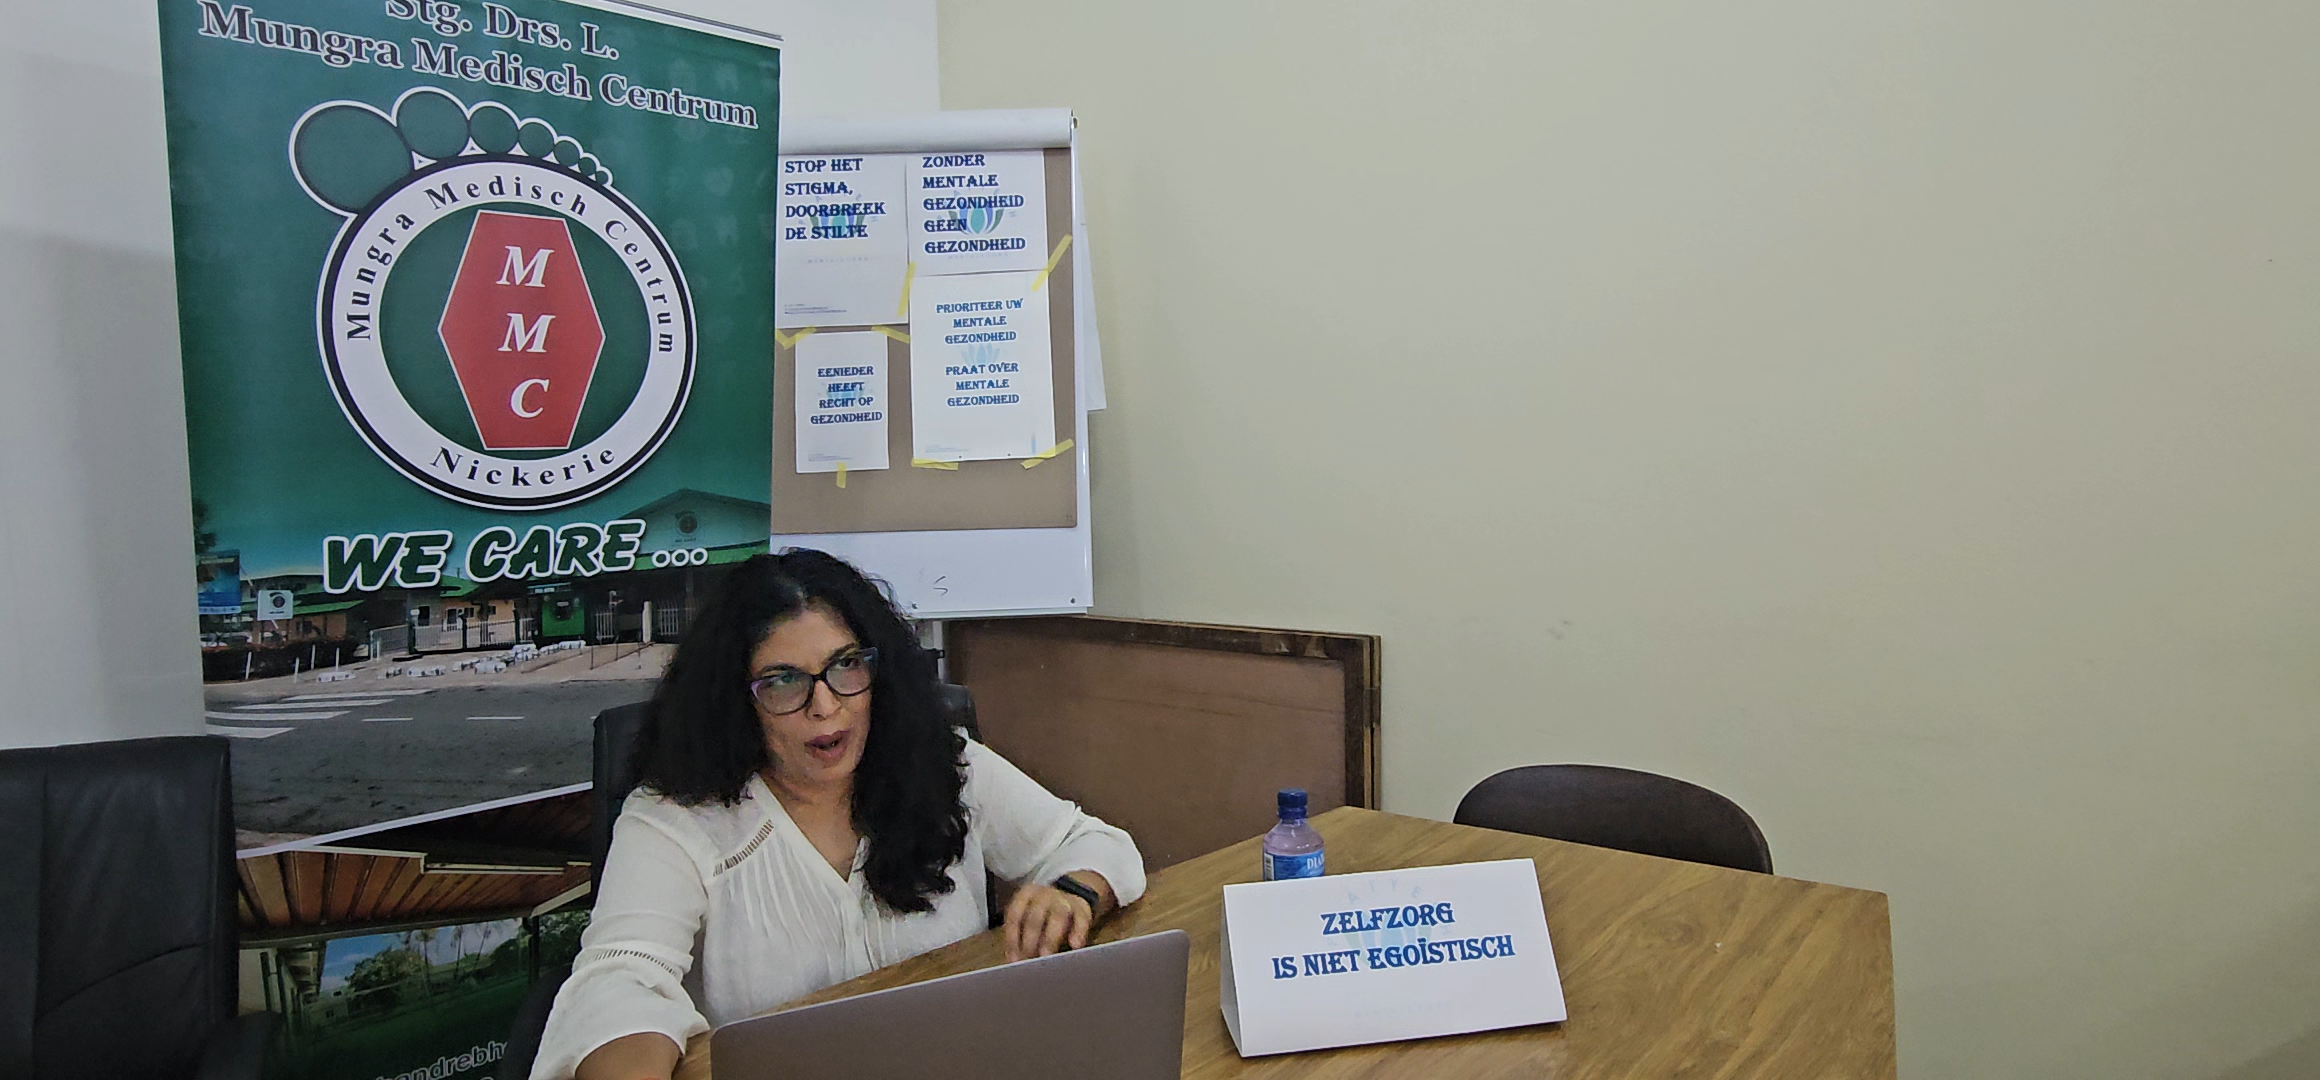 Stg. Drs. L.
Mungra Medisch Centrum
Mungra Medisch Centrum
M
M
C
Nickerie
WE CARE...
STOP HET
STIGMA,
DOORBREEK
DE STILTE
ZONDER
MENTALE
GEZONDHEID
GEEN
GEZONDHEID
EENIEDER
HEEFT
RECHT OP
GEZONDHEID
PRIORITEER UW
MENTALE
GEZONDHEID
PRAAT OVER
MENTALE
GEZONDHEID
ZELFZORG
IS NIET EGOÏSTISCH